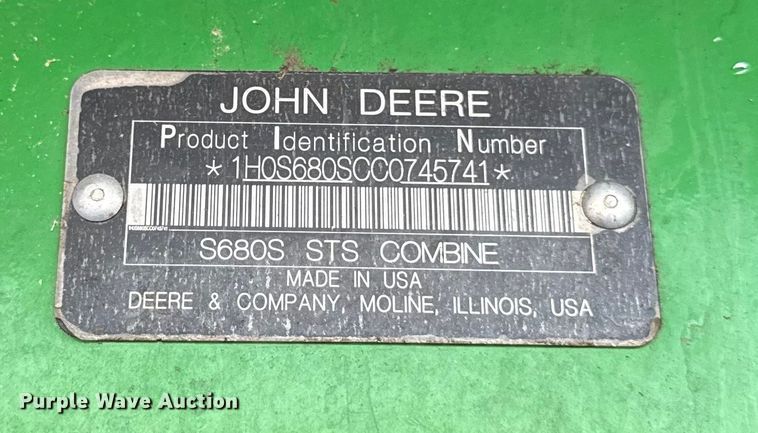 JOHN DEERE
Product Identification Number
*1H0S680SCC0745741*
1H0S680SCC0745741
S680S STS COMBINE
MADE IN USA
DEERE & COMPANY, MOLINE, ILLINOIS, USA
Purple Wave Auction